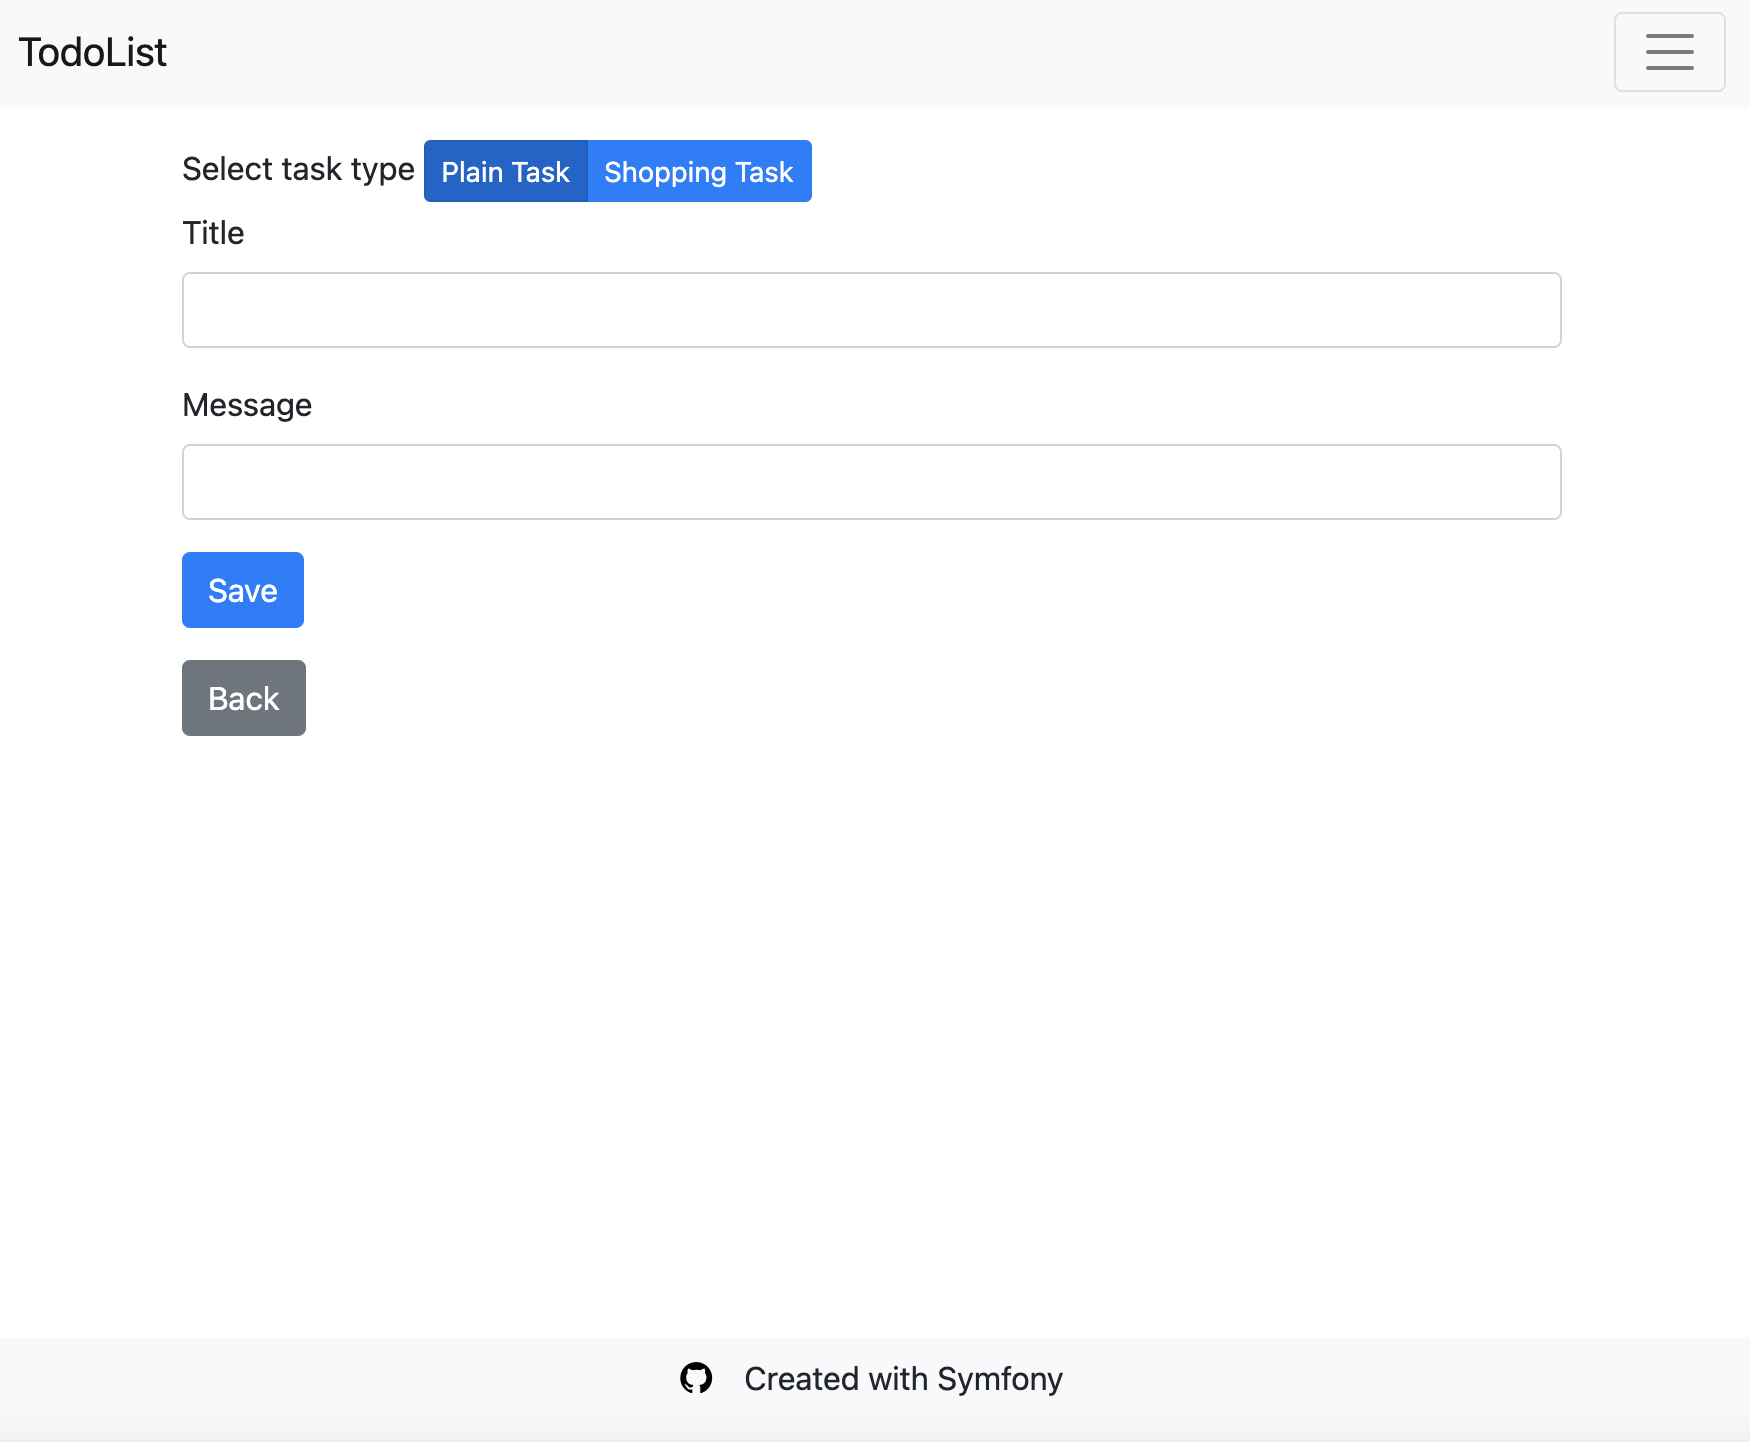 TodoList
Select task type Plain Task Shopping Task
Title
Message
Save
Back
Created with Symfony